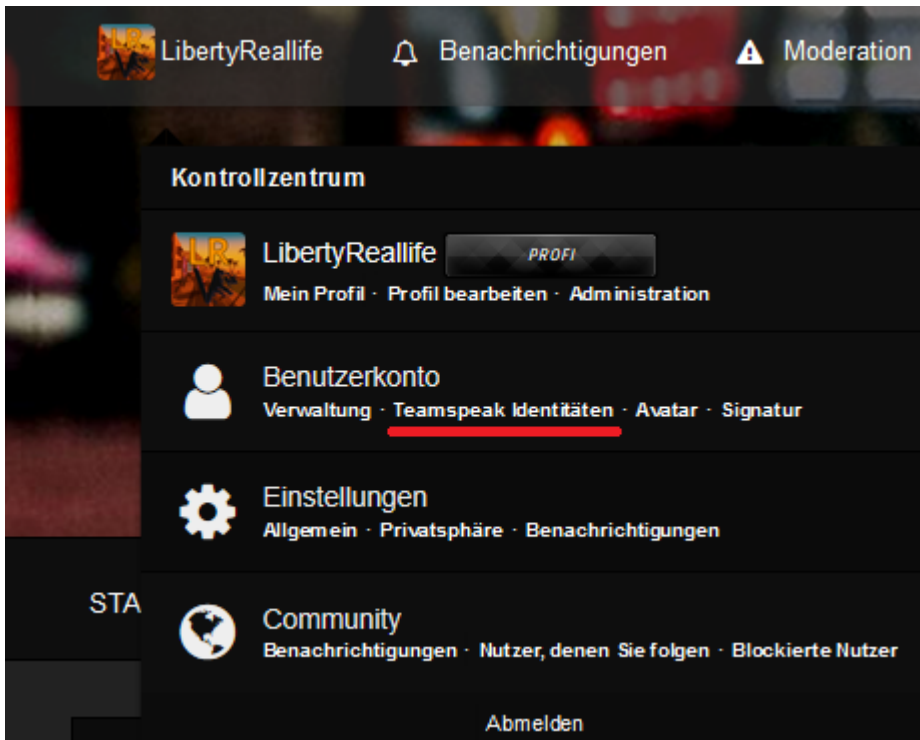 LibertyReallife Benachrichtigungen Moderation
Kontrollzentrum
LibertyReallife PROFI
Mein Profil · Profil bearbeiten · Administration
Benutzerkonto
Verwaltung · Teamspeak Identitäten · Avatar · Signatur
Einstellungen
Allgemein · Privatsphäre · Benachrichtigungen
STA
Community
Benachrichtigungen · Nutzer, denen Sie folgen · Blockierte Nutzer
Abmelden